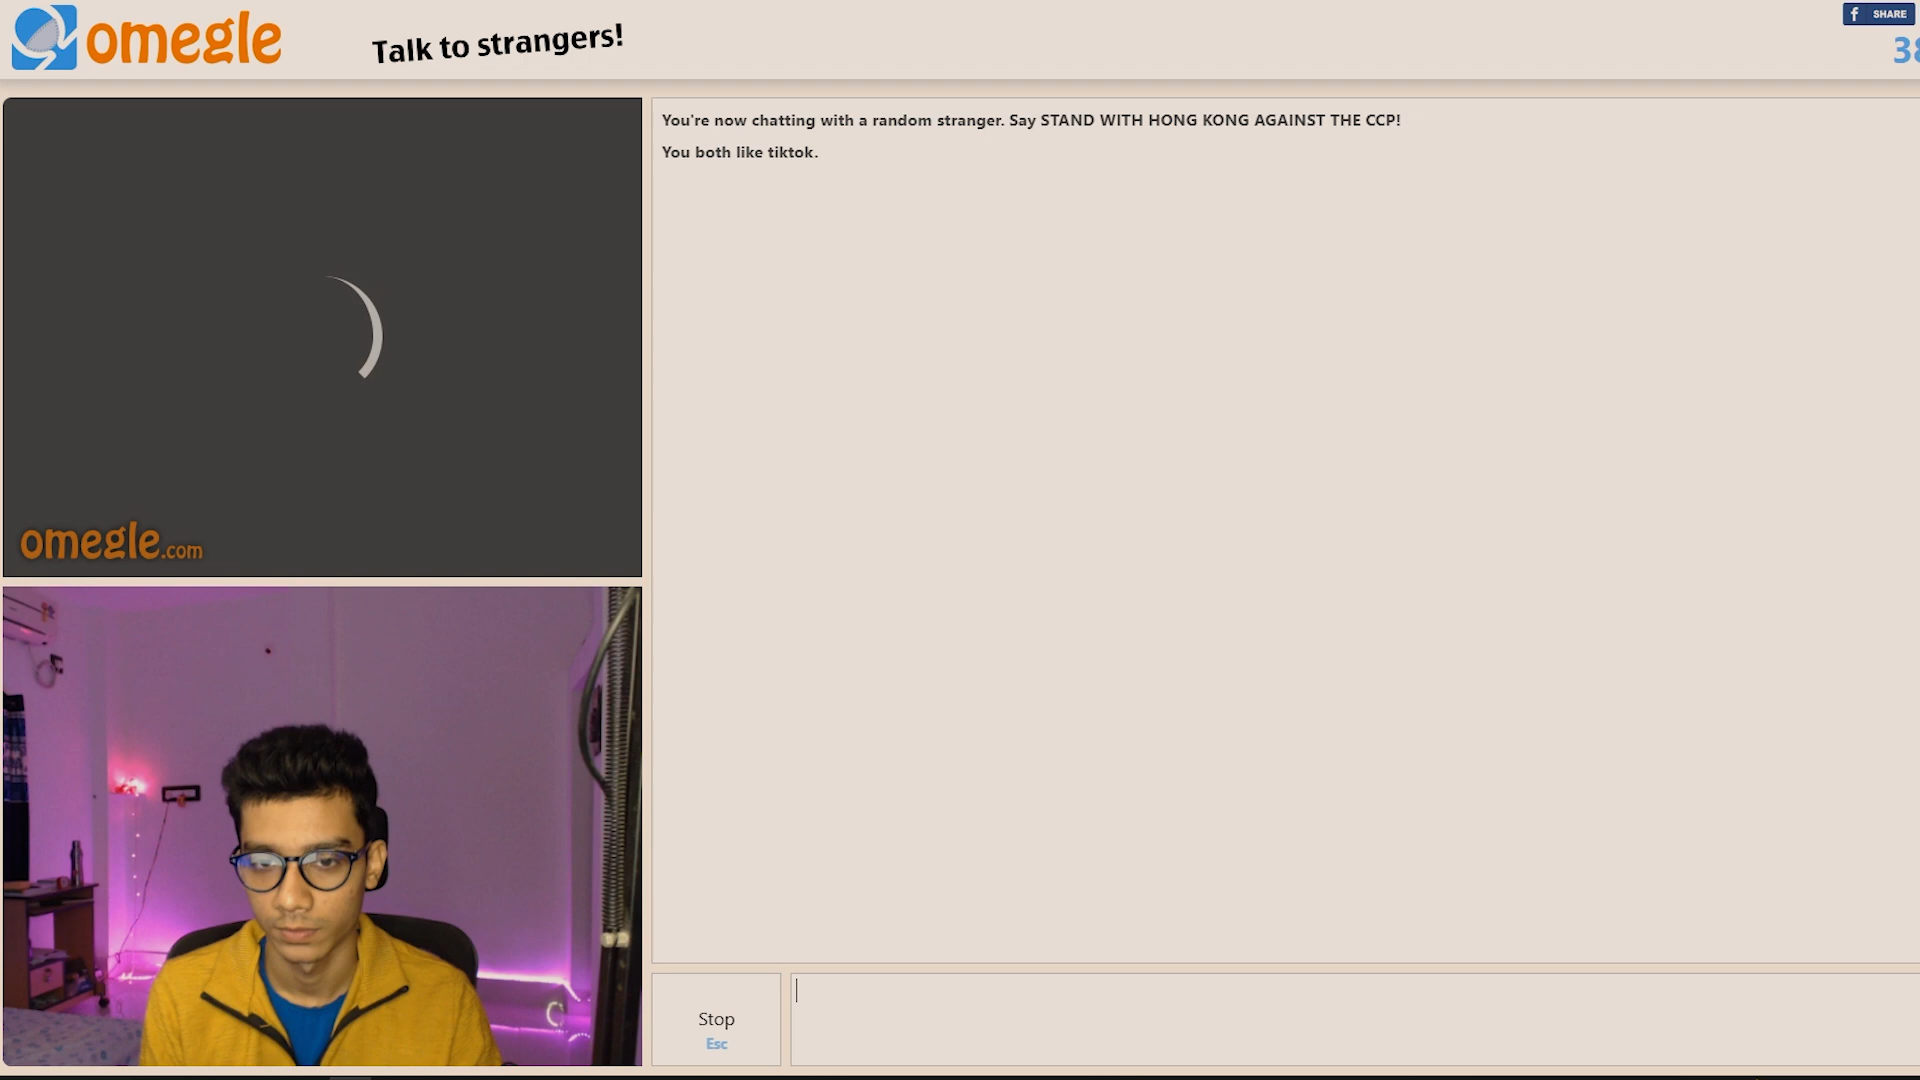 omegle
Talk to strangers!
f SHARE
38
You're now chatting with a random stranger. Say STAND WITH HONG KONG AGAINST THE CCP!
You both like tiktok.
omegle.com
Stop
Esc